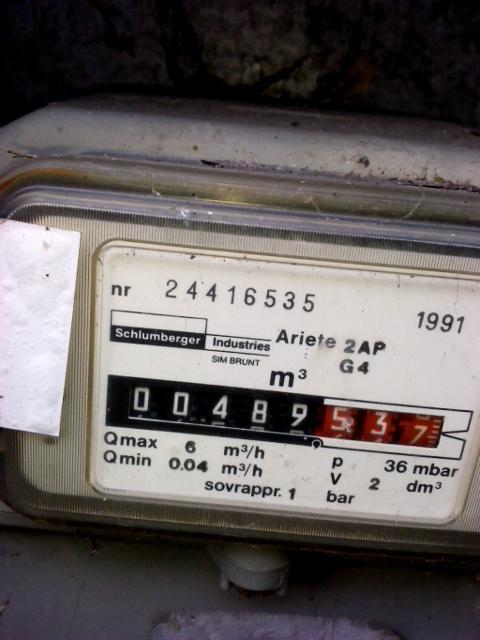 nr 24416535
1991
Schlumberger Industries
SIM BRUNT
Ariete 2AP
G4
m³
00489537
Qmax 6 m³/h
Qmin 0.04 m³/h
sovrappr. 1 bar
p 36 mbar
V 2 dm³